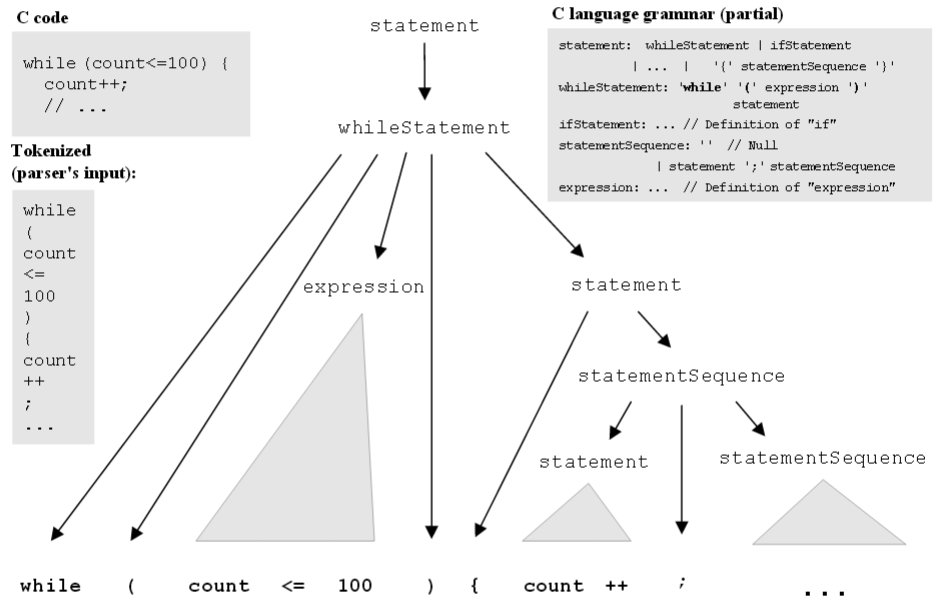 C code
while (count<=100) {
count++;
// ...
Tokenized
(parser's input):
while
(
count
<=
100
)
{
count
++
;
...
statement
whileStatement
expression
statement
statementSequence
statement
statementSequence
while ( count <= 100 ) { count ++ ; ...
C language grammar (partial)
statement: whileStatement | ifStatement
| ... | '{' statementSequence '}'
whileStatement: 'while' '(' expression ')'
statement
ifStatement: ... // Definition of "if"
statementSequence: '' // Null
| statement ';' statementSequence
expression: ... // Definition of "expression"